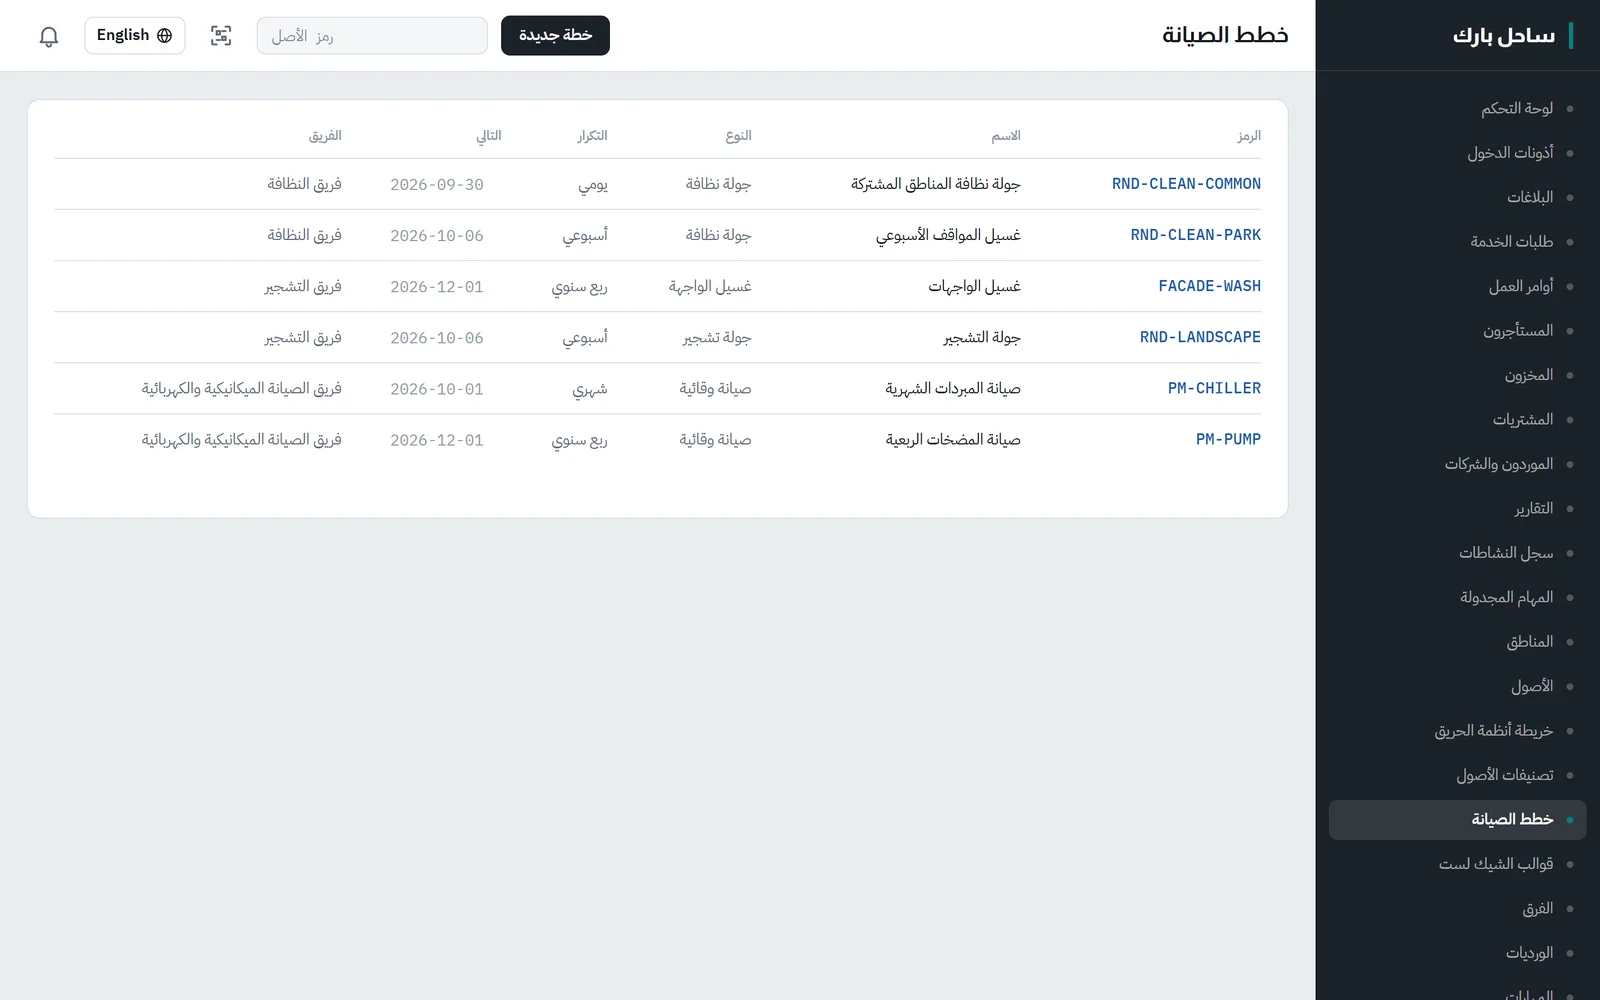 ساحل بارك
لوحة التحكم
أذونات الدخول
البلاغات
طلبات الخدمة
أوامر العمل
المستأجرون
المخزون
المشتريات
الموردون والشركات
التقارير
سجل النشاطات
المهام المجدولة
المناطق
الأصول
خريطة أنظمة الحريق
تصنيفات الأصول
خطط الصيانة
قوالب الشيك لست
الفرق
الورديات
خطط الصيانة
خطة جديدة
رمز الأصل
English
الرمز الاسم النوع التكرار التالي الفريق
RND-CLEAN-COMMON جولة نظافة المناطق المشتركة جولة نظافة يومي 2026-09-30 فريق النظافة
RND-CLEAN-PARK غسيل المواقف الأسبوعي جولة نظافة أسبوعي 2026-10-06 فريق النظافة
FACADE-WASH غسيل الواجهات غسيل الواجهة ربع سنوي 2026-12-01 فريق التشجير
RND-LANDSCAPE جولة التشجير جولة تشجير أسبوعي 2026-10-06 فريق التشجير
PM-CHILLER صيانة المبردات الشهرية صيانة وقائية شهري 2026-10-01 فريق الصيانة الميكانيكية والكهربائية
PM-PUMP صيانة المضخات الربعية صيانة وقائية ربع سنوي 2026-12-01 فريق الصيانة الميكانيكية والكهربائية